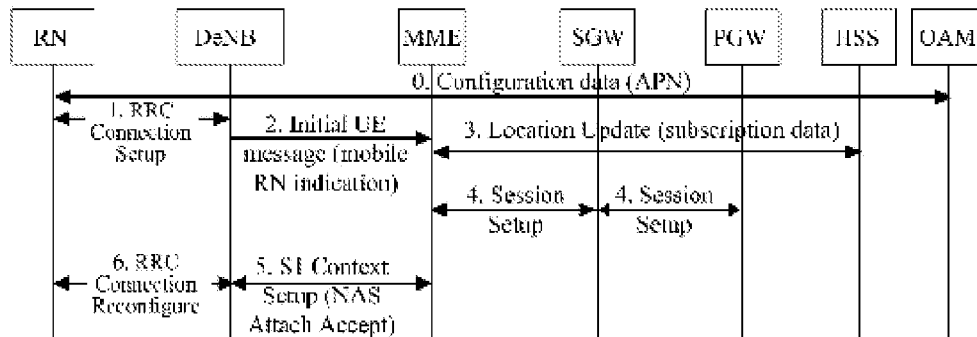 RN DeNB MME SGW PGW HSS OAM
0. Configuration data (APN)
1. RRC
Connection
Setup
2. Initial UE
message (mobile
RN indication)
3. Location Update (subscription data)
4. Session
Setup
4. Session
Setup
6. RRC
Connection
Reconfigure
5. S1 Context
Setup (NAS
Attach Accept)